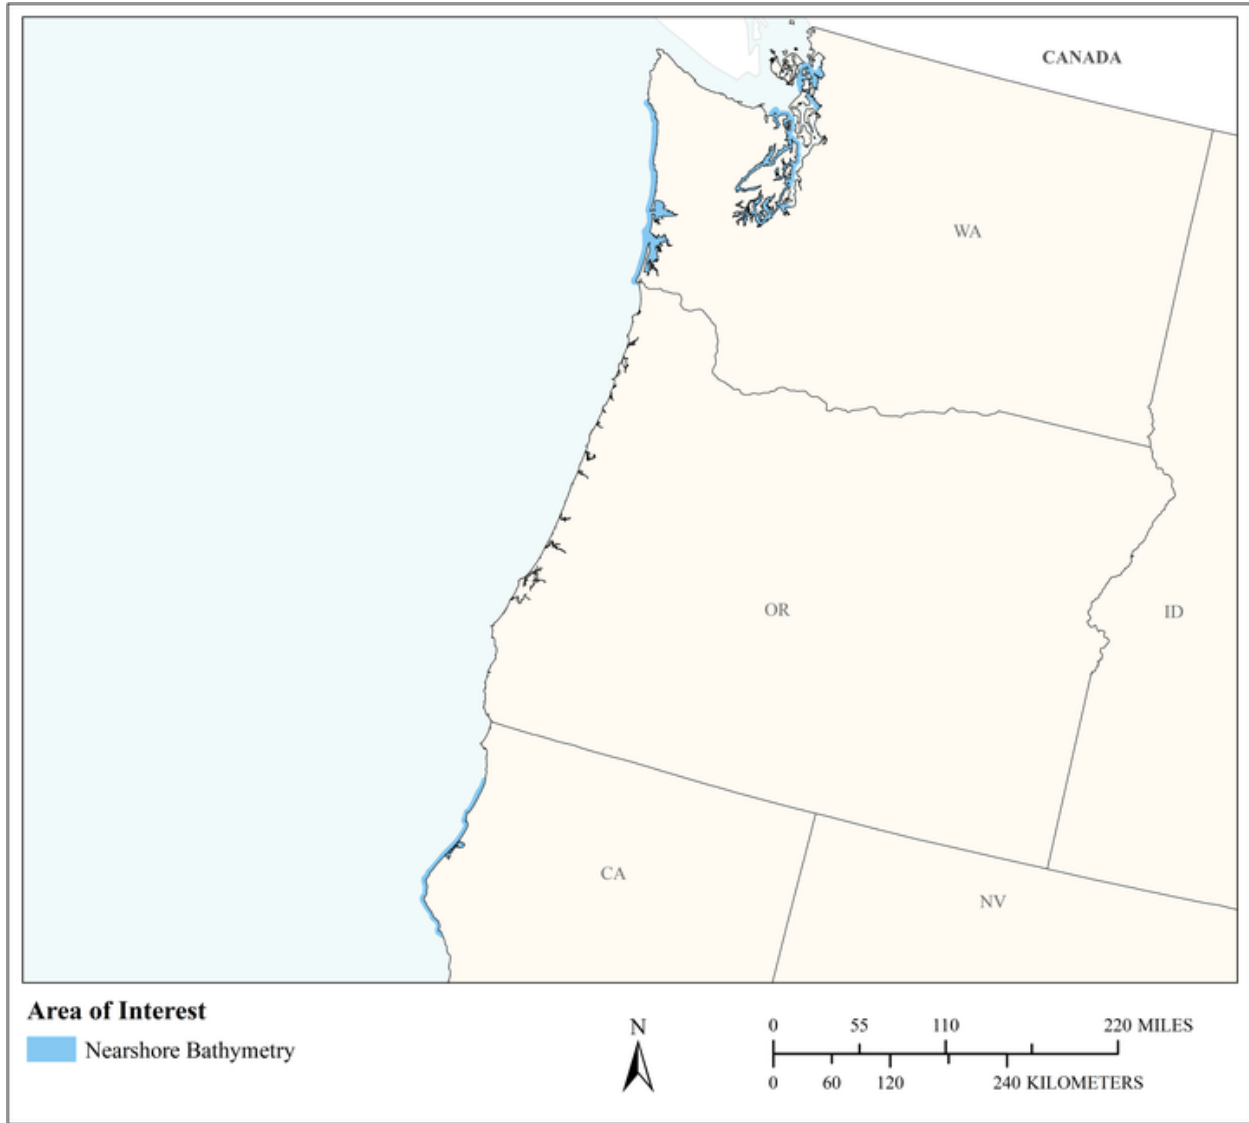 CANADA
WA
OR
ID
CA
NV
Area of Interest
Nearshore Bathymetry
N
0 55 110 220 MILES
0 60 120 240 KILOMETERS